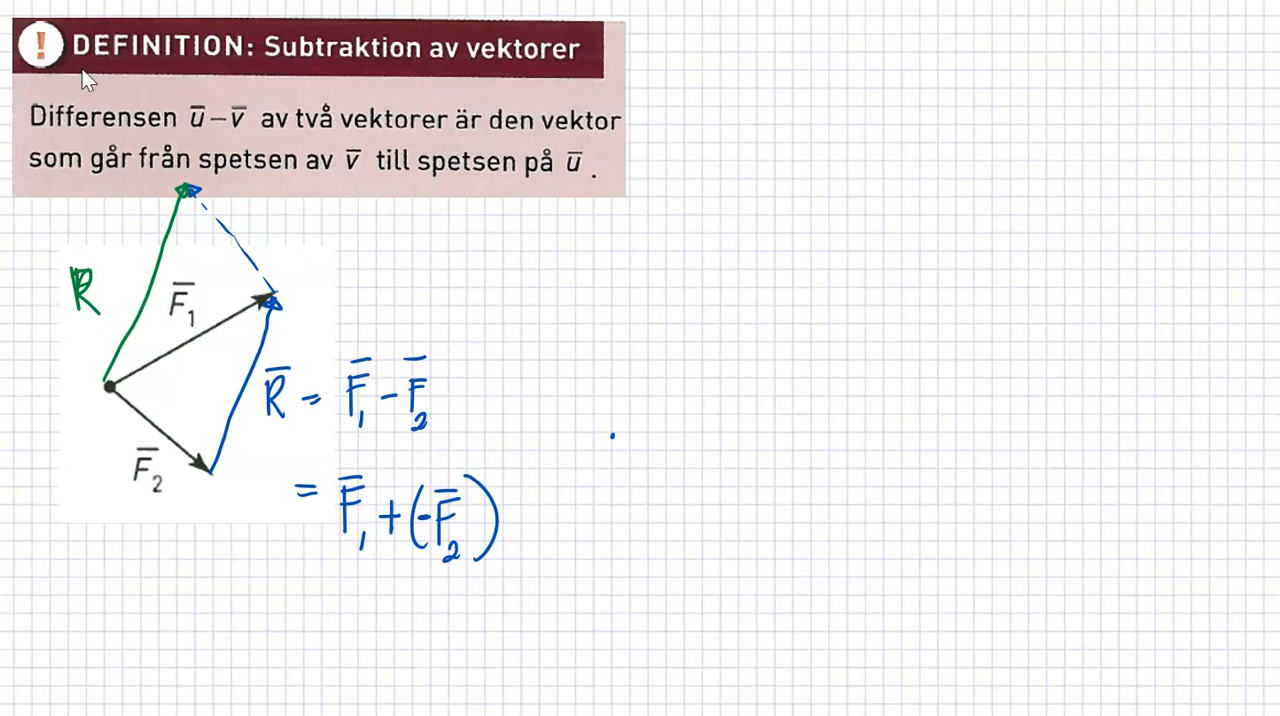 ! DEFINITION: Subtraktion av vektorer
Differensen u̅ – v̅ av två vektorer är den vektor
som går från spetsen av v̅ till spetsen på u̅ .
R
F̅₁
R̅ = F̅₁ - F̅₂
F̅₂
= F̅₁ + (-F̅₂)